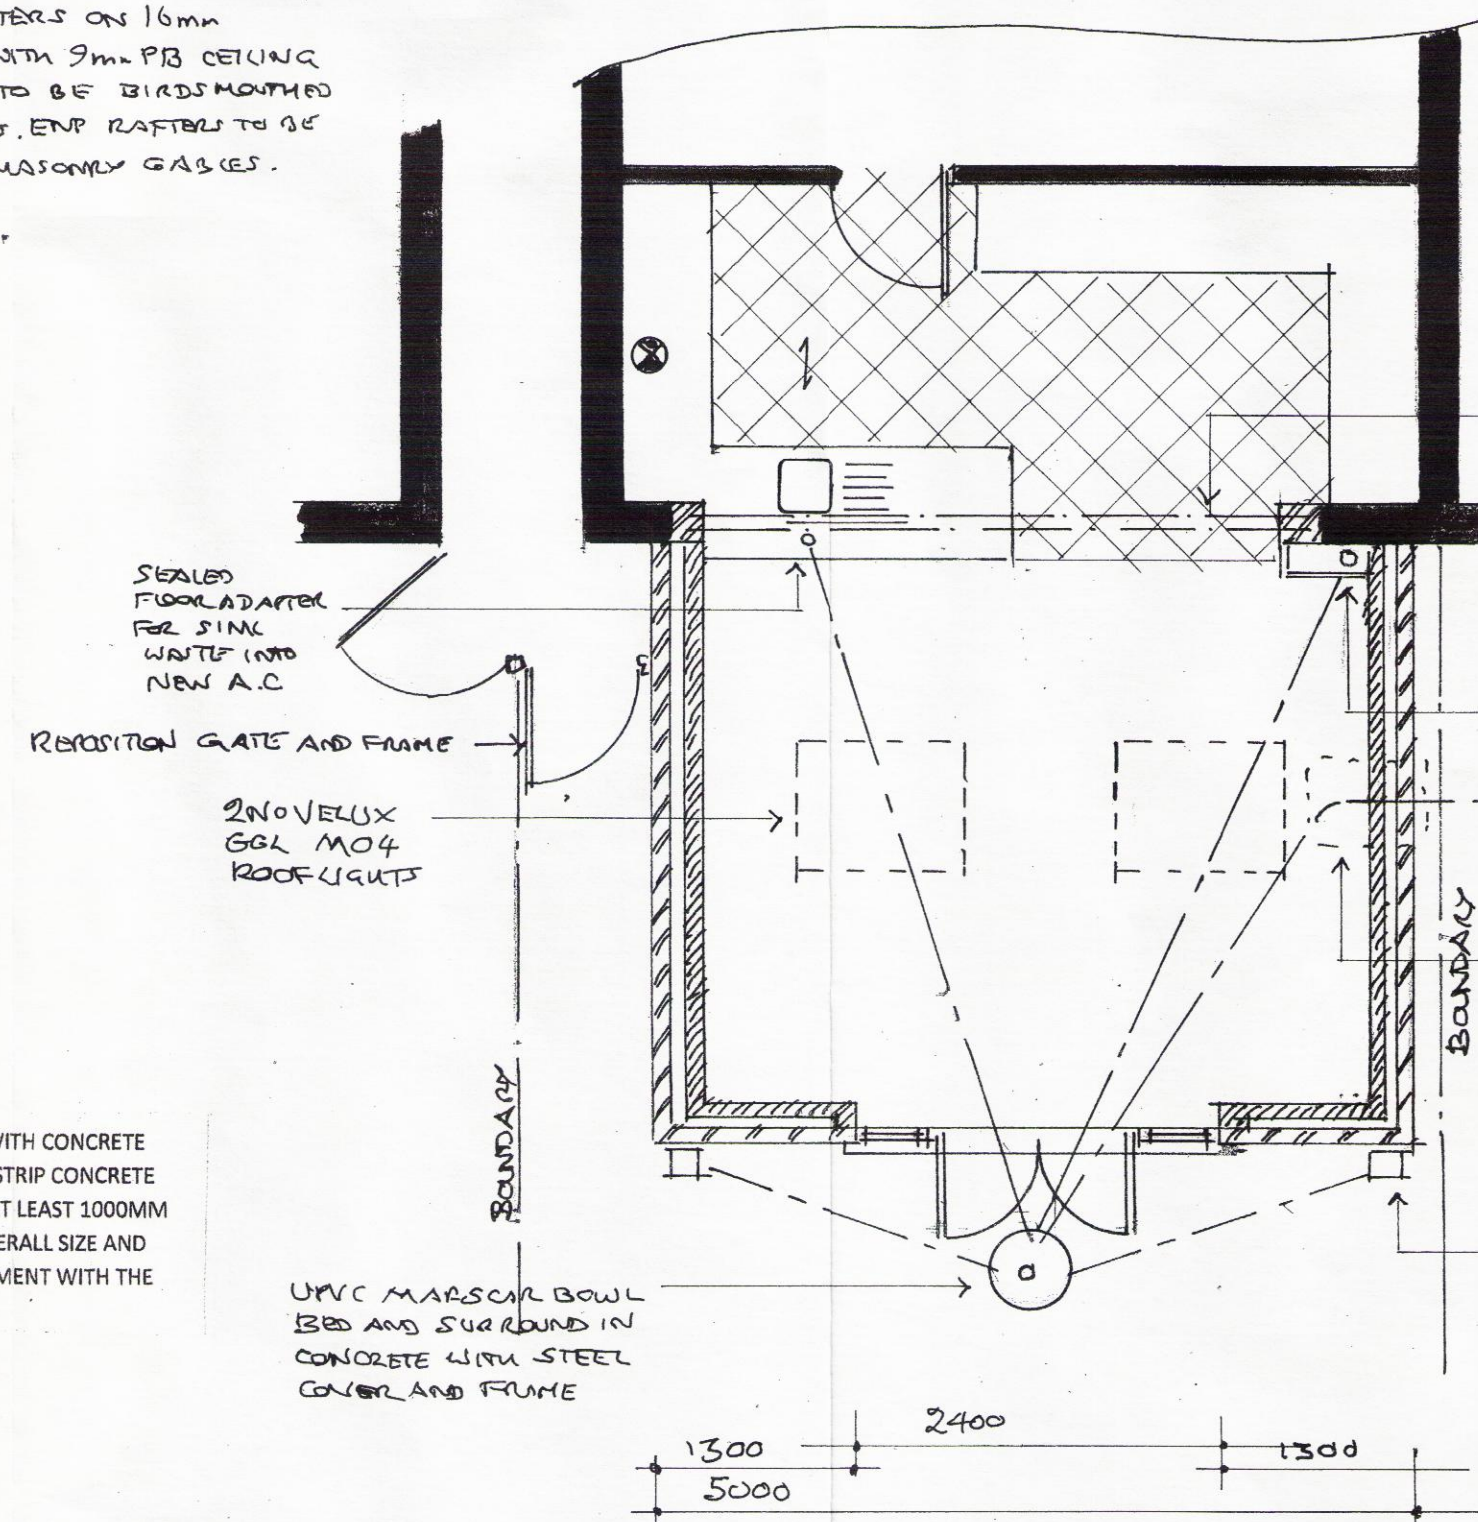 TERS ON 16mm
WITH 9mm PB CEILING
TO BE BIRDSMOUTHED
. END RAFTERS TO BE
MASONRY GABLES.
SEALED
FLOOR ADAPTER
FOR SINK
WASTE INTO
NEW A.C
REPOSITION GATE AND FRAME
2NO VELUX
GGL MO4
ROOFLIGHTS
BOUNDARY
BOUNDARY
WITH CONCRETE
STRIP CONCRETE
T LEAST 1000MM
ERALL SIZE AND
MENT WITH THE
UPVC MARSCAR BOWL
BED AND SURROUND IN
CONCRETE WITH STEEL
COVER AND FRAME
2400
1300
1300
5000